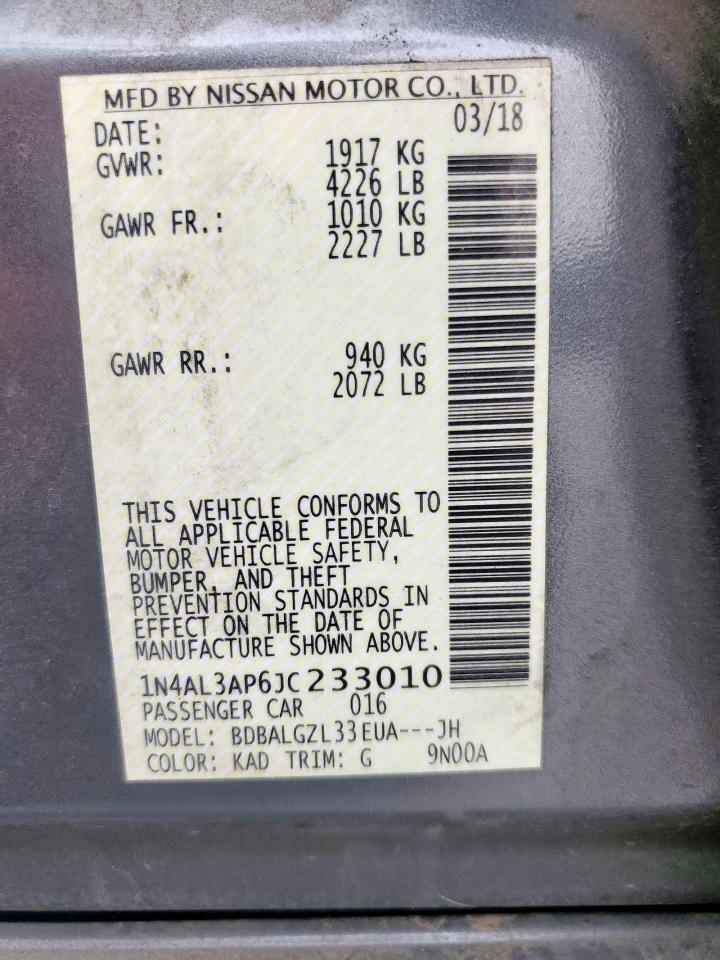 MFD BY NISSAN MOTOR CO., LTD.
DATE: 03/18
GVWR: 1917 KG
4226 LB
GAWR FR.: 1010 KG
2227 LB
GAWR RR.: 940 KG
2072 LB
THIS VEHICLE CONFORMS TO
ALL APPLICABLE FEDERAL
MOTOR VEHICLE SAFETY,
BUMPER, AND THEFT
PREVENTION STANDARDS IN
EFFECT ON THE DATE OF
MANUFACTURE SHOWN ABOVE.
1N4AL3AP6JC233010
PASSENGER CAR 016
MODEL: BDBALGZL33EUA---JH
COLOR: KAD TRIM: G 9N00A